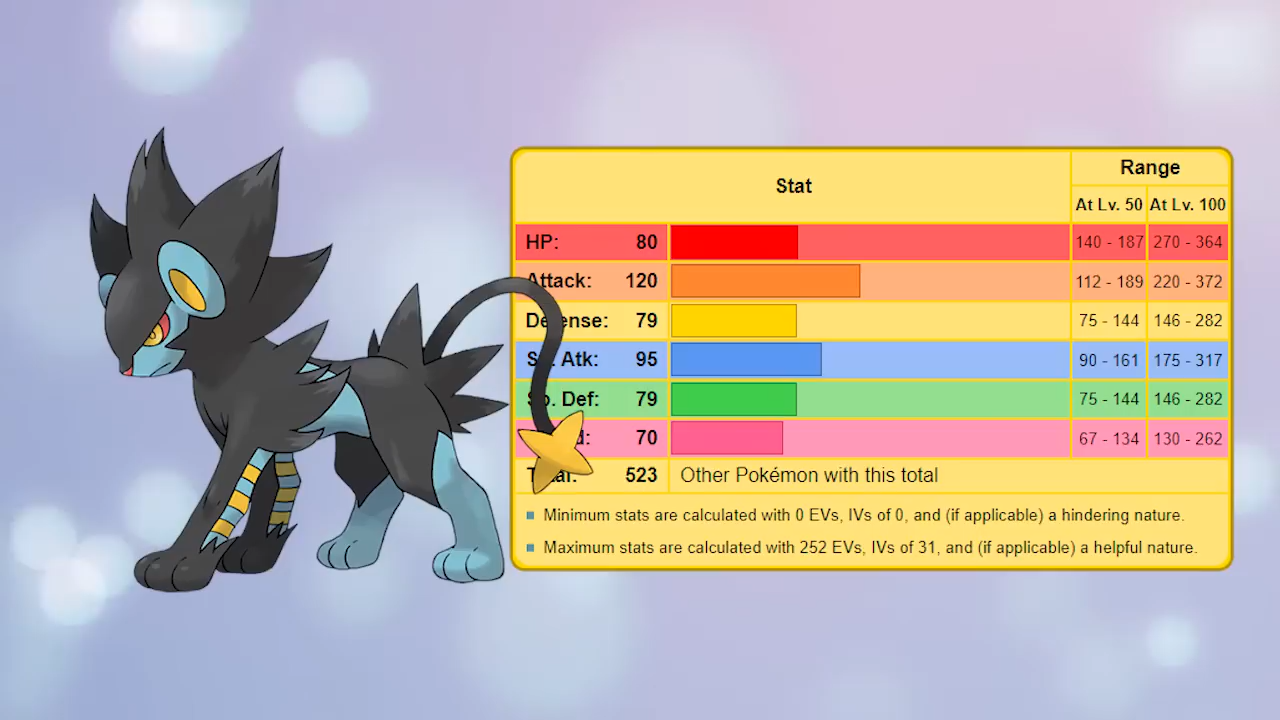 Stat Range
At Lv. 50 At Lv. 100
HP: 80 140 - 187 270 - 364
Attack: 120 112 - 189 220 - 372
Defense: 79 75 - 144 146 - 282
Sp. Atk: 95 90 - 161 175 - 317
Sp. Def: 79 75 - 144 146 - 282
70 67 - 134 130 - 262
Total: 523 Other Pokémon with this total
Minimum stats are calculated with 0 EVs, IVs of 0, and (if applicable) a hindering nature.
Maximum stats are calculated with 252 EVs, IVs of 31, and (if applicable) a helpful nature.